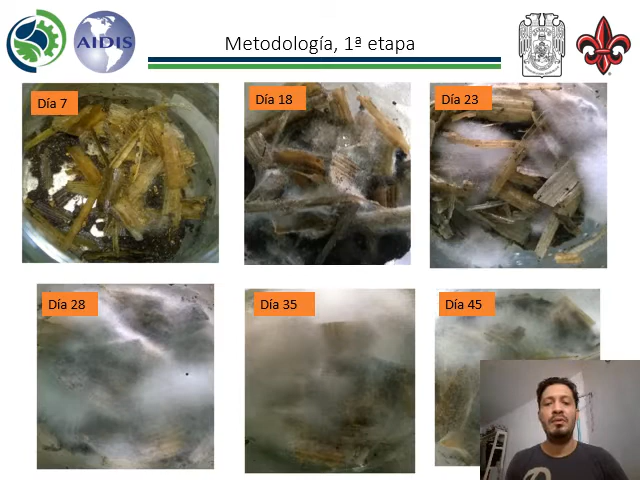 AIDIS
Metodología, 1ª etapa
Día 7
Día 18
Día 23
Día 28
Día 35
Día 45